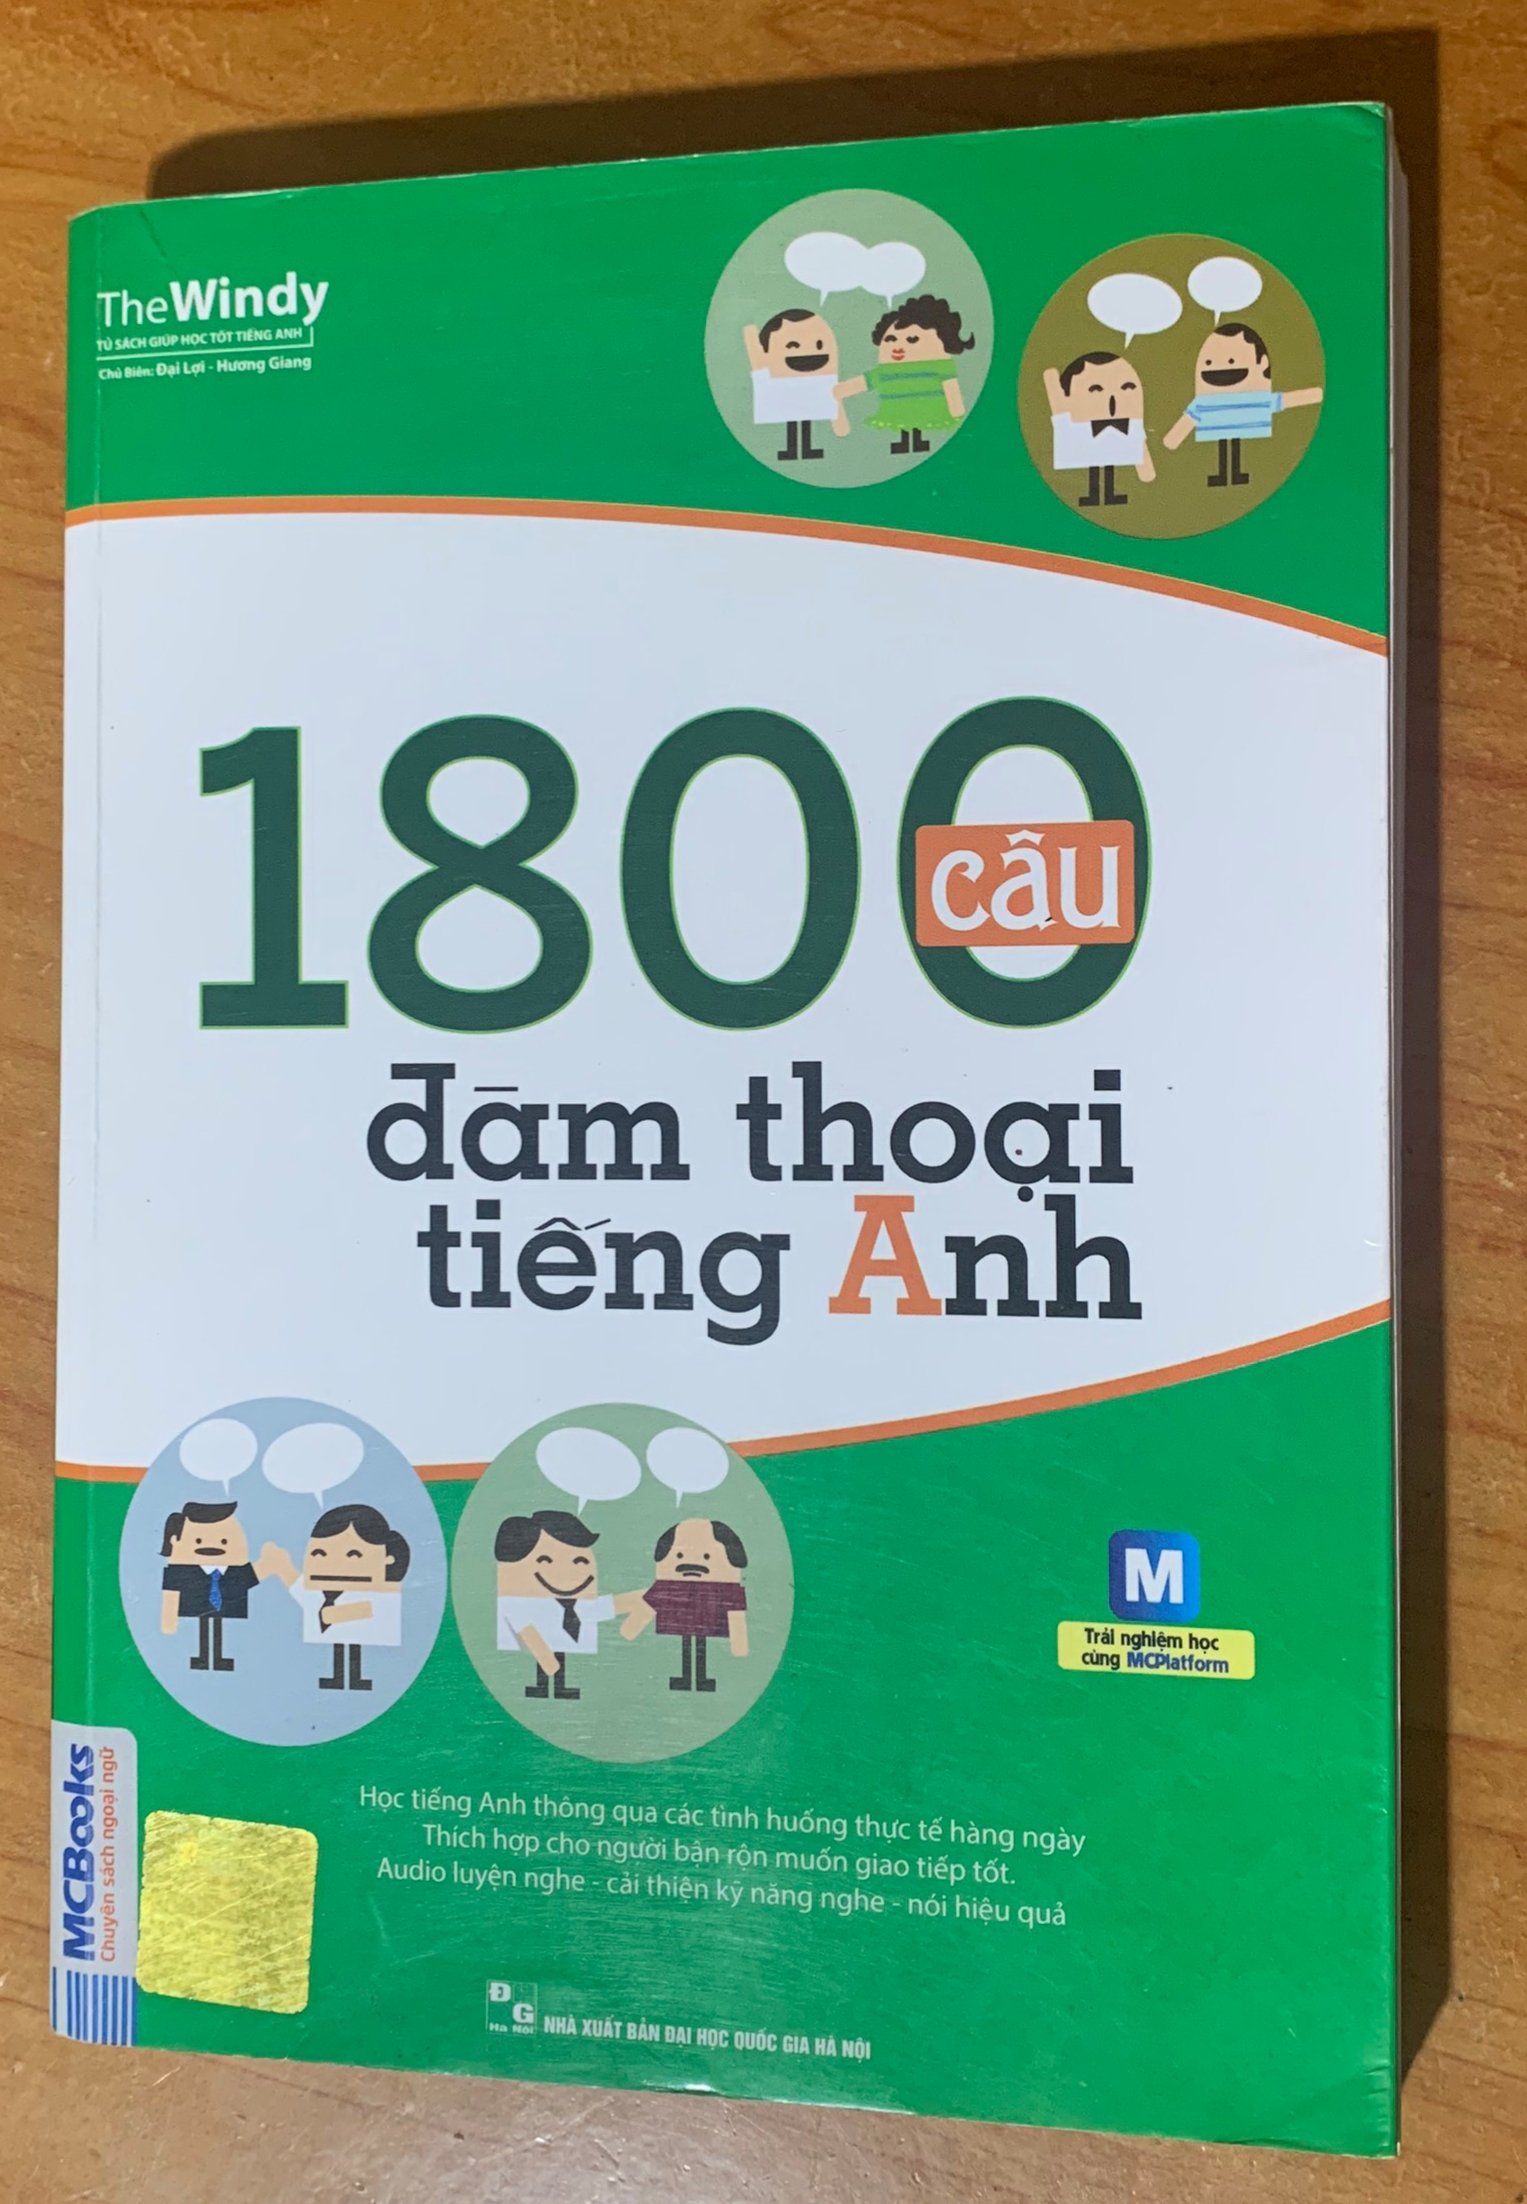 TheWindy
TỦ SÁCH GIÚP HỌC TỐT TIẾNG ANH
Chủ Biên: Đại Lợi - Hương Giang
1800
câu
đàm thoại
tiếng Anh
M
Trải nghiệm học
cùng MCPlatform
MCBooks
Chuyên sách ngoại ngữ
Học tiếng Anh thông qua các tình huống thực tế hàng ngày
Thích hợp cho người bận rộn muốn giao tiếp tốt.
Audio luyện nghe - cải thiện kỹ năng nghe - nói hiệu quả
ĐG
Hà Nội
NHÀ XUẤT BẢN ĐẠI HỌC QUỐC GIA HÀ NỘI